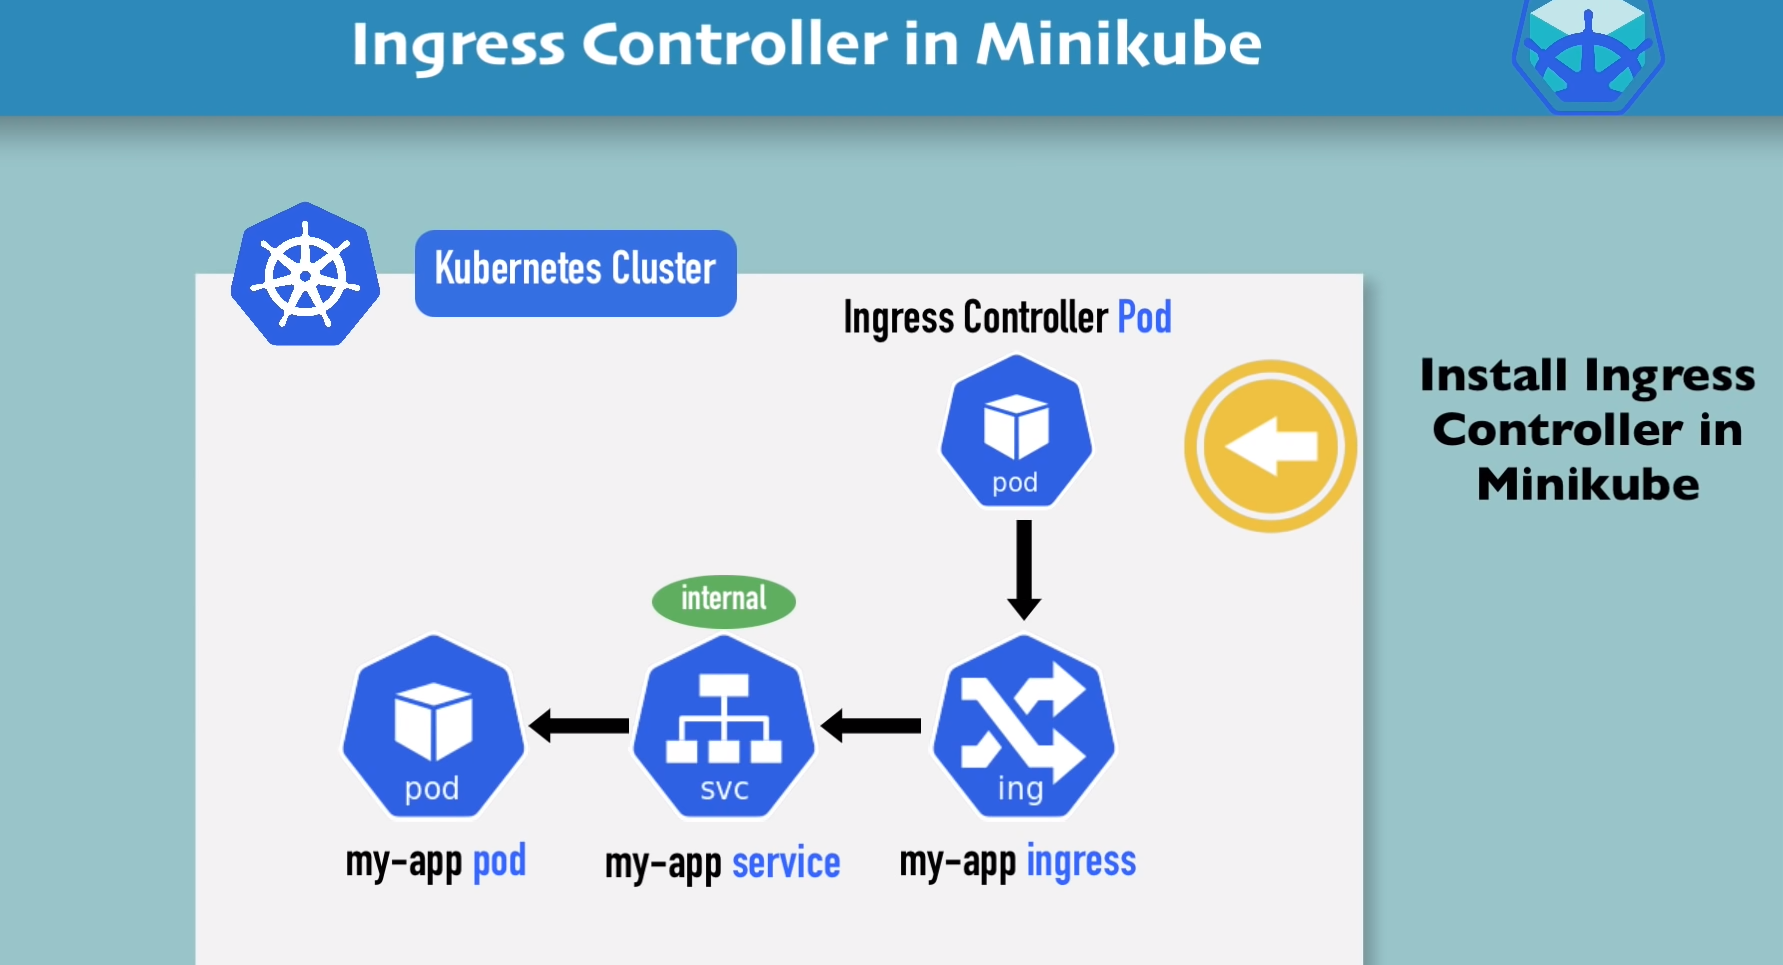 Ingress Controller in Minikube
Kubernetes Cluster
Ingress Controller Pod
pod
Install Ingress
Controller in
Minikube
internal
pod
svc
ing
my-app pod
my-app service
my-app ingress